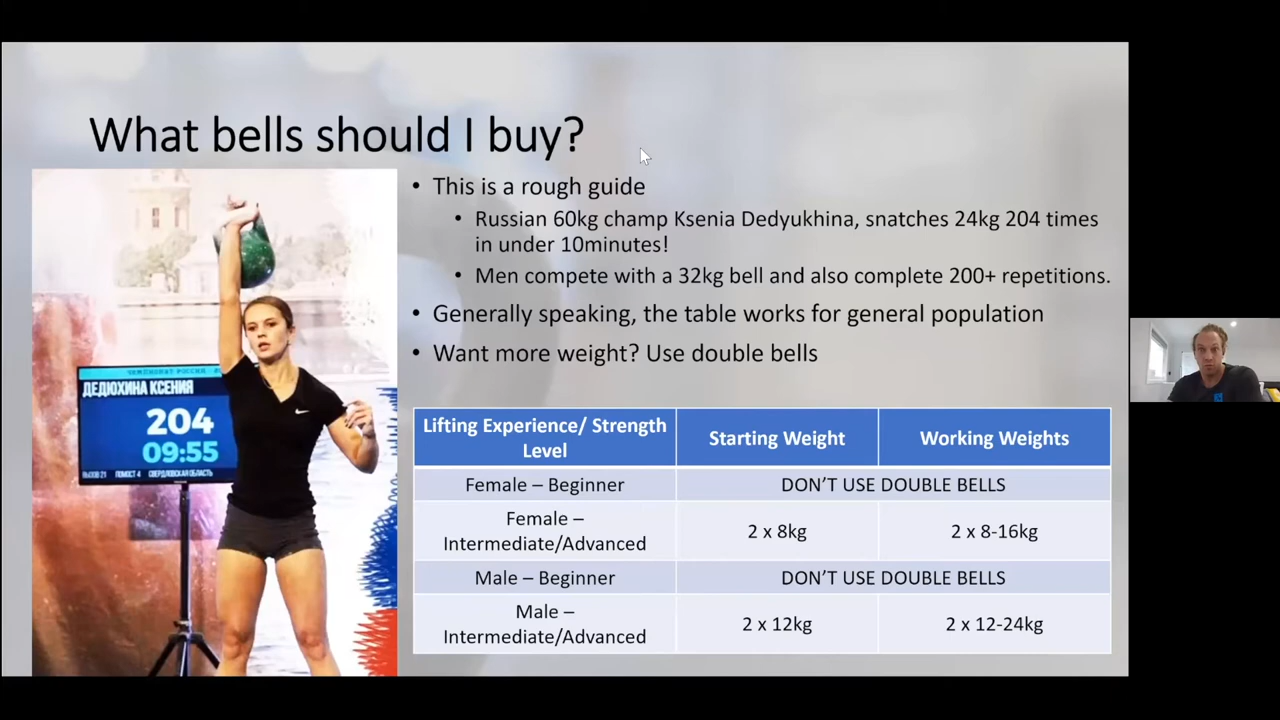 What bells should I buy?
• This is a rough guide
• Russian 60kg champ Ksenia Dedyukhina, snatches 24kg 204 times
in under 10minutes!
• Men compete with a 32kg bell and also complete 200+ repetitions.
• Generally speaking, the table works for general population
• Want more weight? Use double bells
ДЕДЮХИНА КСЕНИЯ
204
09:55
ПОМОСТ 4 СВЕРДЛОВСКАЯ ОБЛАСТЬ
Lifting Experience/ Strength
Level
Starting Weight
Working Weights
Female – Beginner
DON'T USE DOUBLE BELLS
Female –
Intermediate/Advanced
2 x 8kg
2 x 8-16kg
Male – Beginner
DON'T USE DOUBLE BELLS
Male –
Intermediate/Advanced
2 x 12kg
2 x 12-24kg